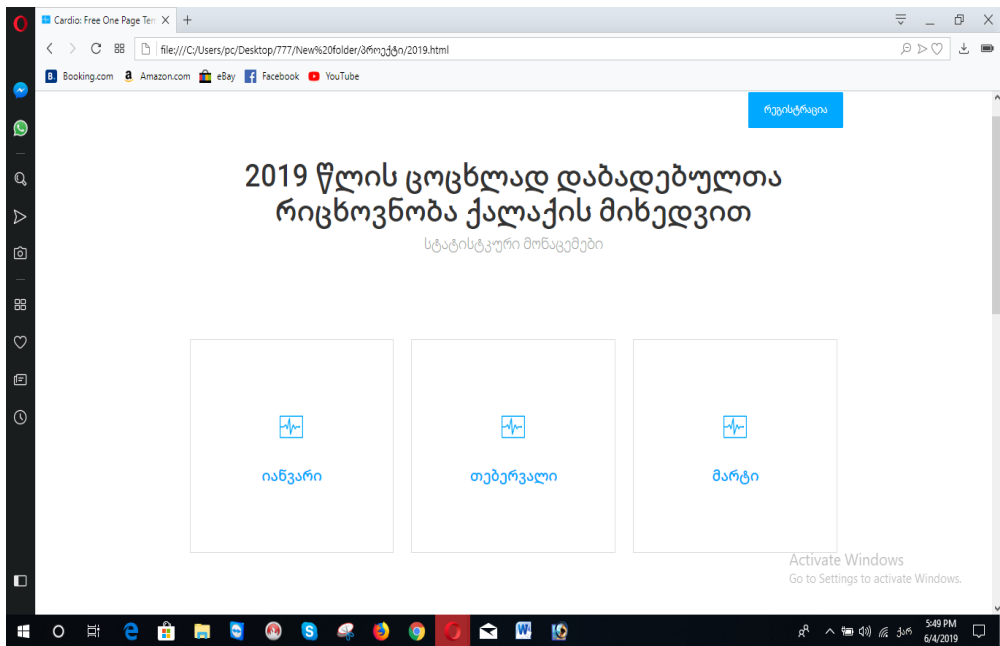 Cardio: Free One Page Tem
file:///C:/Users/pc/Desktop/777/New%20folder/პროექტი/2019.html
Booking.com Amazon.com eBay Facebook YouTube
რეგისტრაცია
2019 წლის ცოცხლად დაბადებულთა
რიცხოვნობა ქალაქის მიხედვით
სტატისტკური მონაცემები
იანვარი
თებერვალი
მარტი
Activate Windows
Go to Settings to activate Windows.
ქარ
5:49 PM
6/4/2019